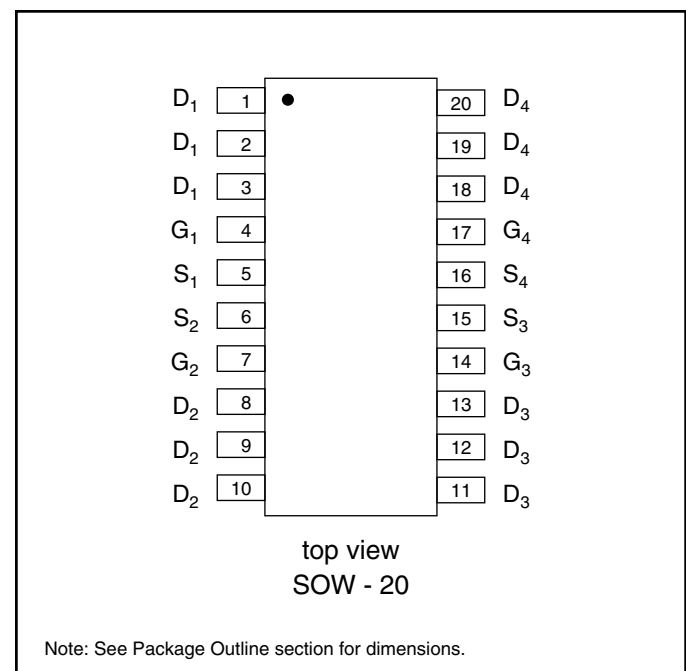 D₁ 1 20 D₄
D₁ 2 19 D₄
D₁ 3 18 D₄
G₁ 4 17 G₄
S₁ 5 16 S₄
S₂ 6 15 S₃
G₂ 7 14 G₃
D₂ 8 13 D₃
D₂ 9 12 D₃
D₂ 10 11 D₃
top view
SOW - 20
Note: See Package Outline section for dimensions.